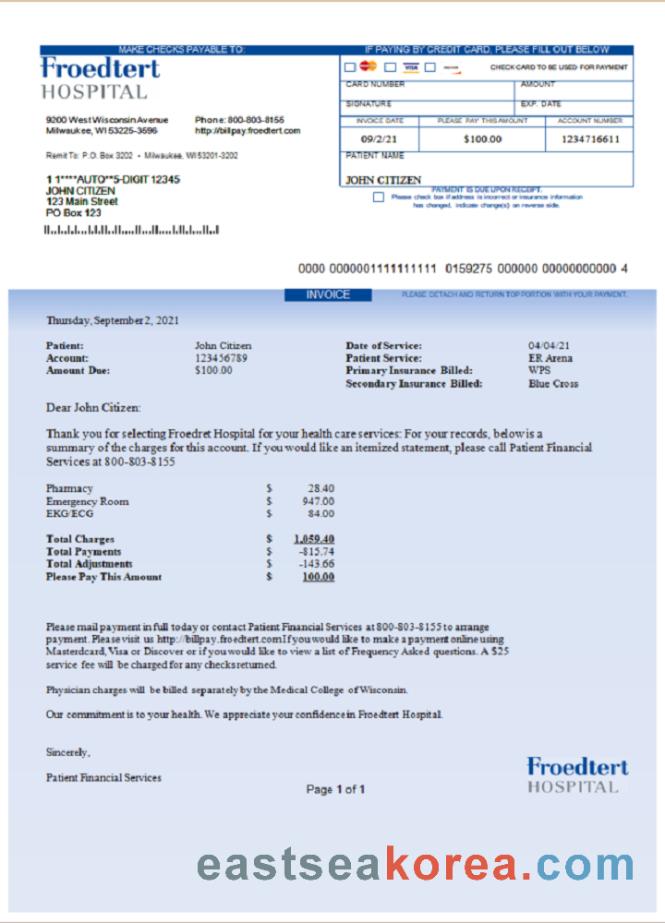 MAKE CHECKS PAYABLE TO:
Froedtert
HOSPITAL
9200 West Wisconsin Avenue
Milwaukee, WI 53225-3696
Phone: 800-803-8155
http://billpay.froedtert.com
Remit To: P.O. Box 3202 • Milwaukee, WI 53201-3202
1 1****AUTO**5-DIGIT 12345
JOHN CITIZEN
123 Main Street
PO Box 123
IF PAYING BY CREDIT CARD, PLEASE FILL OUT BELOW
VISA
CHECK CARD TO BE USED FOR PAYMENT
CARD NUMBER AMOUNT
SIGNATURE EXP. DATE
INVOICE DATE PLEASE PAY THIS AMOUNT ACCOUNT NUMBER
09/2/21 $100.00 1234716611
PATIENT NAME
JOHN CITIZEN
PAYMENT IS DUE UPON RECEIPT.
Please check box if address is incorrect or insurance information
has changed, indicate change(s) on reverse side.
0000 0000001111111111 0159275 000000 00000000000 4
INVOICE
PLEASE DETACH AND RETURN TOP PORTION WITH YOUR PAYMENT.
Thursday, September 2, 2021
Patient: John Citizen
Account: 123456789
Amount Due: $100.00
Date of Service: 04/04/21
Patient Service: ER Arena
Primary Insurance Billed: WPS
Secondary Insurance Billed: Blue Cross
Dear John Citizen:
Thank you for selecting Froedret Hospital for your health care services: For your records, below is a
summary of the charges for this account. If you would like an itemized statement, please call Patient Financial
Services at 800-803-8155
Pharmacy $ 28.40
Emergency Room $ 947.00
EKG/ECG $ 84.00
Total Charges $ 1,059.40
Total Payments $ -815.74
Total Adjustments $ -143.66
Please Pay This Amount $ 100.00
Please mail payment in full today or contact Patient Financial Services at 800-803-8155 to arrange
payment. Please visit us http://billpay.froedtert.com If you would like to make a payment online using
Masterdcard, Visa or Discover or if you would like to view a list of Frequency Asked questions. A $25
service fee will be charged for any checks returned.
Physician charges will be billed separately by the Medical College of Wisconsin.
Our commitment is to your health. We appreciate your confidence in Froedtert Hospital.
Sincerely,
Patient Financial Services
Page 1 of 1
Froedtert
HOSPITAL
eastseakorea.com